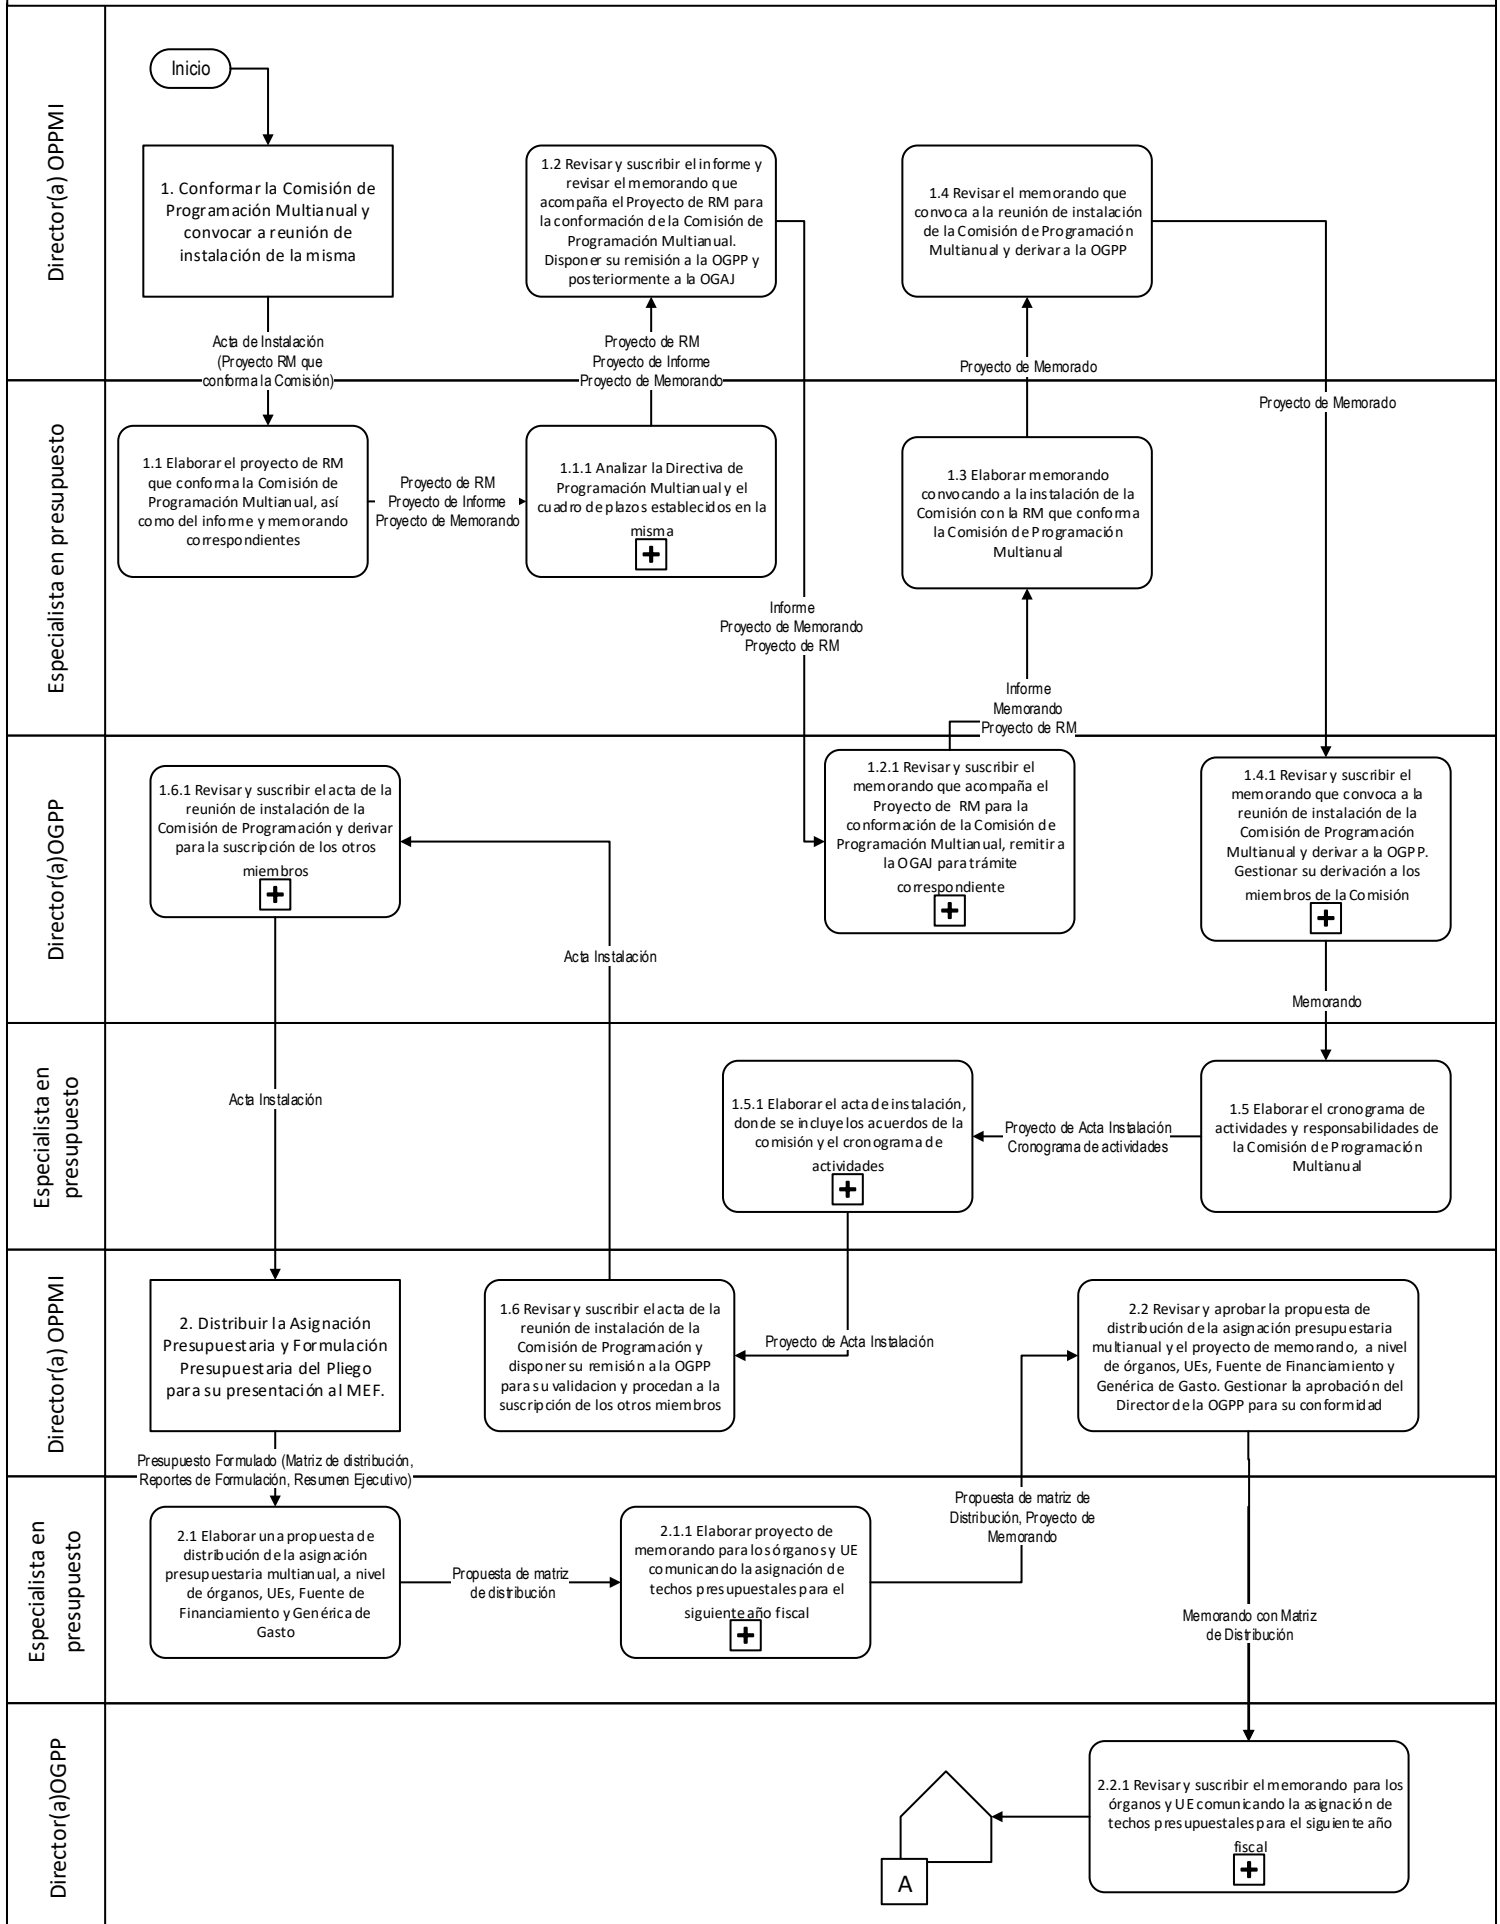 Director(a) OPPMI
Inicio
1. Conformar la Comisión de
Programación Multianual y
convocar a reunión de
instalación de la misma
1.2 Revisar y suscribir el informe y
revisar el memorando que
acompaña el Proyecto de RM para
la conformación de la Comisión de
Programación Multianual.
Disponer su remisión a la OGPP y
posteriormente a la OGAJ
1.4 Revisar el memorando que
convoca a la reunión de instalación
de la Comisión de Programación
Multianual y derivar a la OGPP
Acta de Instalación
(Proyecto RM que
conforma la Comisión)
Proyecto de RM
Proyecto de Informe
Proyecto de Memorando
Proyecto de Memorado
Proyecto de Memorado
Especialista en presupuesto
1.1 Elaborar el proyecto de RM
que conforma la Comisión de
Programación Multianual, así
como del informe y memorando
correspondientes
Proyecto de RM
Proyecto de Informe
Proyecto de Memorando
1.1.1 Analizar la Directiva de
Programación Multianual y el
cuadro de plazos establecidos en la
misma
1.3 Elaborar memorando
convocando a la instalación de la
Comisión con la RM que conforma
la Comisión de Programación
Multianual
Informe
Proyecto de Memorando
Proyecto de RM
Informe
Memorando
Proyecto de RM
Director(a)OGPP
1.6.1 Revisar y suscribir el acta de la
reunión de instalación de la
Comisión de Programación y derivar
para la suscripción de los otros
miembros
1.2.1 Revisar y suscribir el
memorando que acompaña el
Proyecto de  RM para la
conformación de la Comisión de
Programación Multianual, remitir a
la OGAJ para trámite
correspondiente
1.4.1 Revisar y suscribir el
memorando que convoca a la
reunión de instalación de la
Comisión de Programación
Multianual y derivar a la OGPP.
Gestionar su derivación a los
miembros de la Comisión
Acta Instalación
Memorando
Especialista en
presupuesto
Acta Instalación
1.5.1 Elaborar el acta de instalación,
donde se incluye los acuerdos de la
comisión y el cronograma de
actividades
Proyecto de Acta Instalación
Cronograma de actividades
1.5 Elaborar el cronograma de
actividades y responsabilidades de
la Comisión de Programación
Multianual
Director(a) OPPMI
2. Distribuir la Asignación
Presupuestaria y Formulación
Presupuestaria del Pliego
para su presentación al MEF.
1.6 Revisar y suscribir el acta de la
reunión de instalación de la
Comisión de Programación y
disponer su remisión a la OGPP
para su validacion y procedan a la
suscripción de los otros miembros
Proyecto de Acta Instalación
2.2 Revisar y aprobar la propuesta de
distribución de la asignación presupuestaria
multianual y el proyecto de memorando,  a nivel
de órganos, UEs, Fuente de Financiamiento y
Genérica de Gasto. Gestionar la aprobación del
Director de la OGPP para su conformidad
Presupuesto Formulado (Matriz de distribución,
Reportes de Formulación, Resumen Ejecutivo)
Especialista en
presupuesto
2.1 Elaborar una propuesta de
distribución de la asignación
presupuestaria multianual, a nivel
de órganos, UEs, Fuente de
Financiamiento y Genérica de
Gasto
Propuesta de matriz
de distribución
2.1.1 Elaborar proyecto de
memorando para los órganos y UE
comunicando la asignación de
techos presupuestales para el
siguiente año fiscal
Propuesta de matriz de
Distribución, Proyecto de
Memorando
Memorando con Matriz
de Distribución
Director(a)OGPP
A
2.2.1 Revisar y suscribir el memorando para los
órganos y UE comunicando la asignación de
techos presupuestales para el siguiente año
fiscal